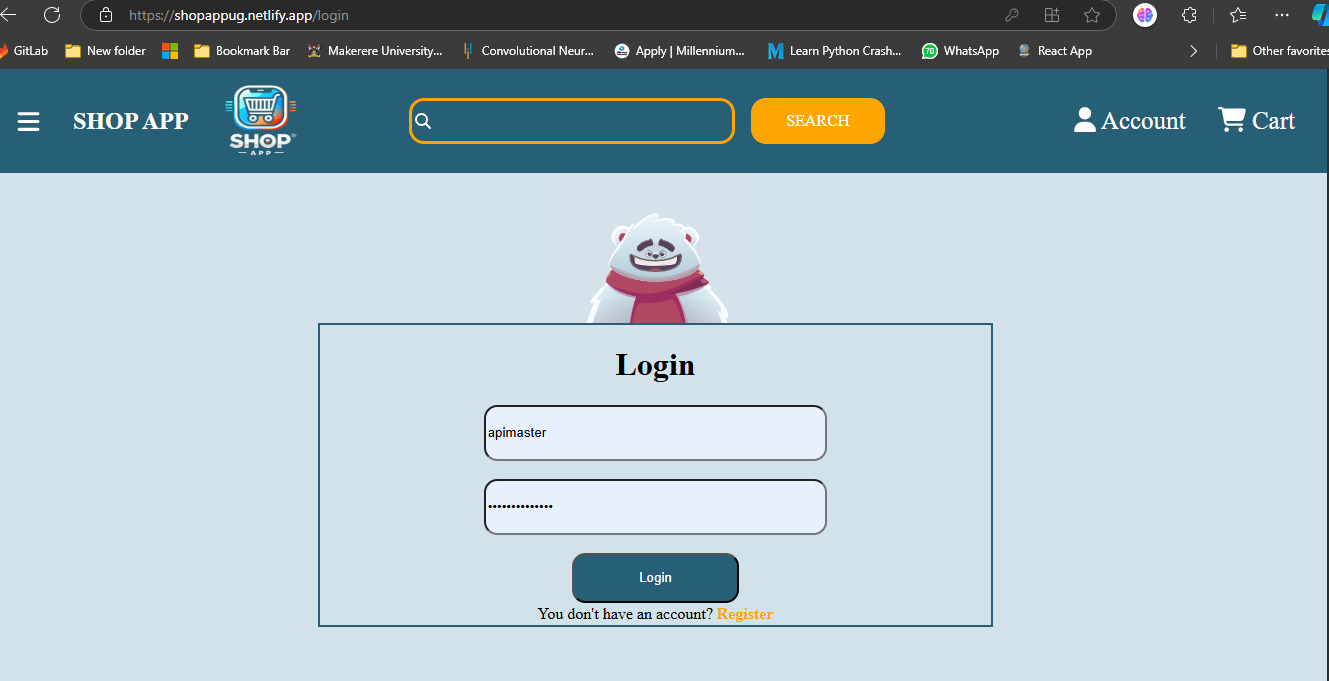 https://shopappug.netlify.app/login
GitLab New folder Bookmark Bar Makerere University... Convolutional Neur... Apply | Millennium... M Learn Python Crash... 70 WhatsApp React App Other favorites
SHOP APP
SHOP
APP
SEARCH
Account
Cart
Login
apimaster
••••••••••••••
Login
You don't have an account? Register